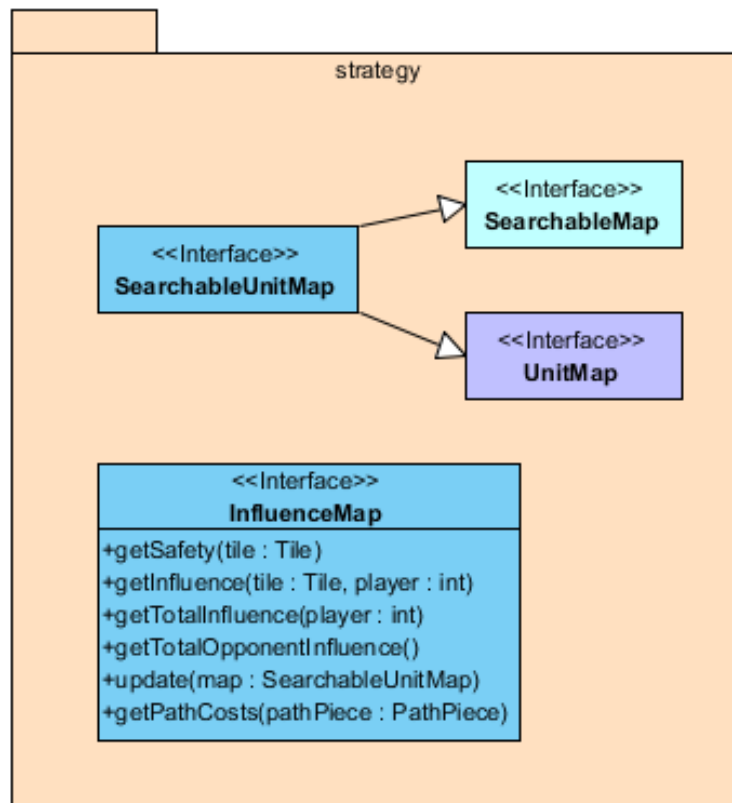 strategy
<<Interface>>
SearchableMap
<<Interface>>
SearchableUnitMap
<<Interface>>
UnitMap
<<Interface>>
InfluenceMap
+getSafety(tile : Tile)
+getInfluence(tile : Tile, player : int)
+getTotalInfluence(player : int)
+getTotalOpponentInfluence()
+update(map : SearchableUnitMap)
+getPathCosts(pathPiece : PathPiece)